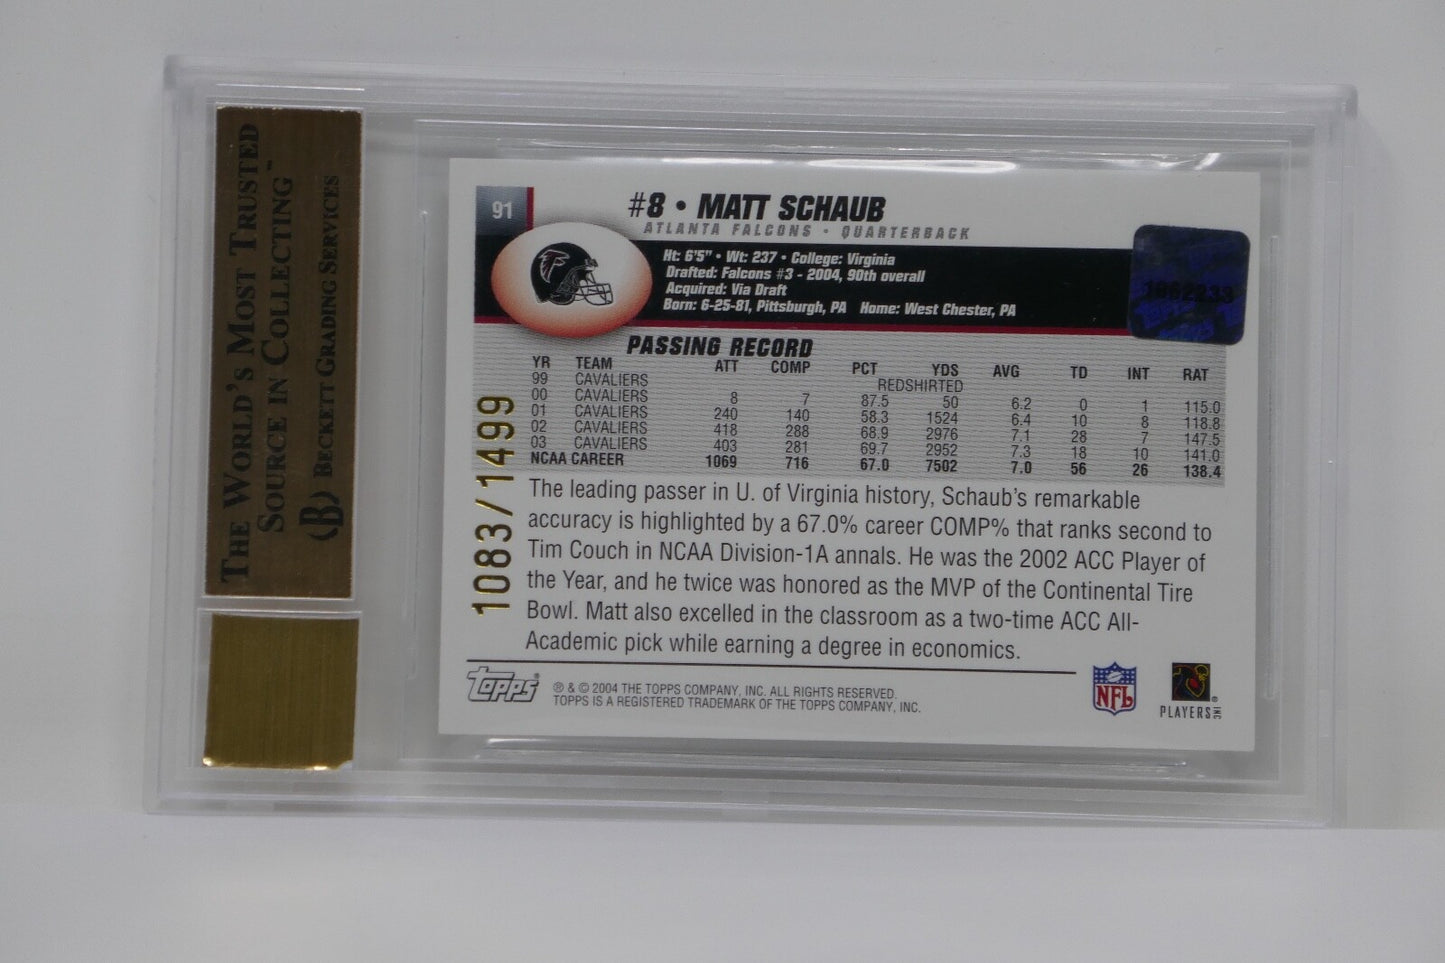 THE WORLD'S MOST TRUSTED
SOURCE IN COLLECTING™
(B) BECKETT GRADING SERVICES
91
#8 • MATT SCHAUB
ATLANTA FALCONS • QUARTERBACK
Ht: 6'5" • Wt: 237 • College: Virginia
Drafted: Falcons #3 - 2004, 90th overall
Acquired: Via Draft
Born: 6-25-81, Pittsburgh, PA Home: West Chester, PA
1062233
PASSING RECORD
YR TEAM ATT COMP PCT YDS AVG TD INT RAT
99 CAVALIERS REDSHIRTED
00 CAVALIERS 8 7 87.5 50 6.2 0 1 115.0
01 CAVALIERS 240 140 58.3 1524 6.4 10 8 118.8
02 CAVALIERS 418 288 68.9 2976 7.1 28 7 147.5
03 CAVALIERS 403 281 69.7 2952 7.3 18 10 141.0
NCAA CAREER 1069 716 67.0 7502 7.0 56 26 138.4
1083/1499
The leading passer in U. of Virginia history, Schaub's remarkable
accuracy is highlighted by a 67.0% career COMP% that ranks second to
Tim Couch in NCAA Division-1A annals. He was the 2002 ACC Player of
the Year, and he twice was honored as the MVP of the Continental Tire
Bowl. Matt also excelled in the classroom as a two-time ACC All-
Academic pick while earning a degree in economics.
Topps®
® & © 2004 THE TOPPS COMPANY, INC. ALL RIGHTS RESERVED.
TOPPS IS A REGISTERED TRADEMARK OF THE TOPPS COMPANY, INC.
NFL
PLAYERS INC